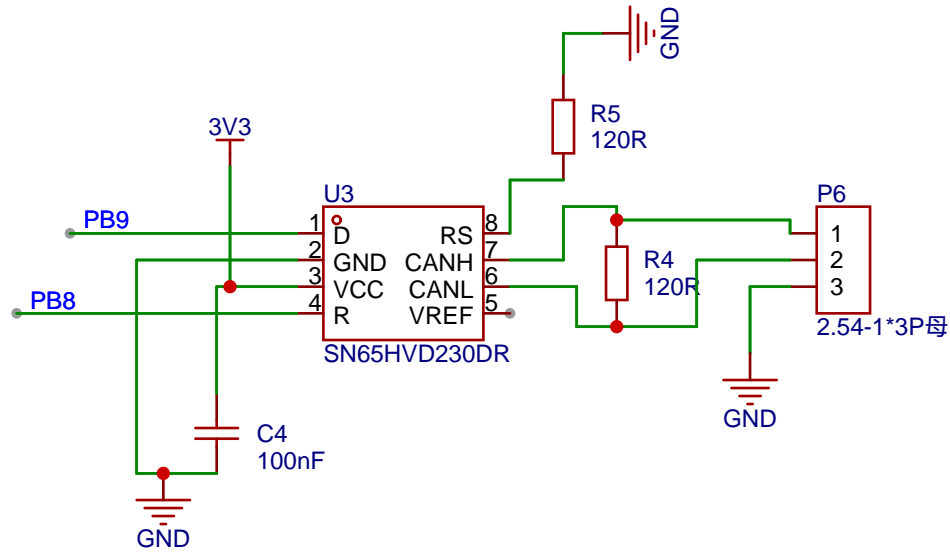 GND
R5
120R
3V3
U3
P6
PB9
1
D
RS
8
1
2
GND
CANH
7
R4
2
3
VCC
CANL
6
120R
3
PB8
4
R
VREF
5
2.54-1*3P母
SN65HVD230DR
GND
C4
100nF
GND